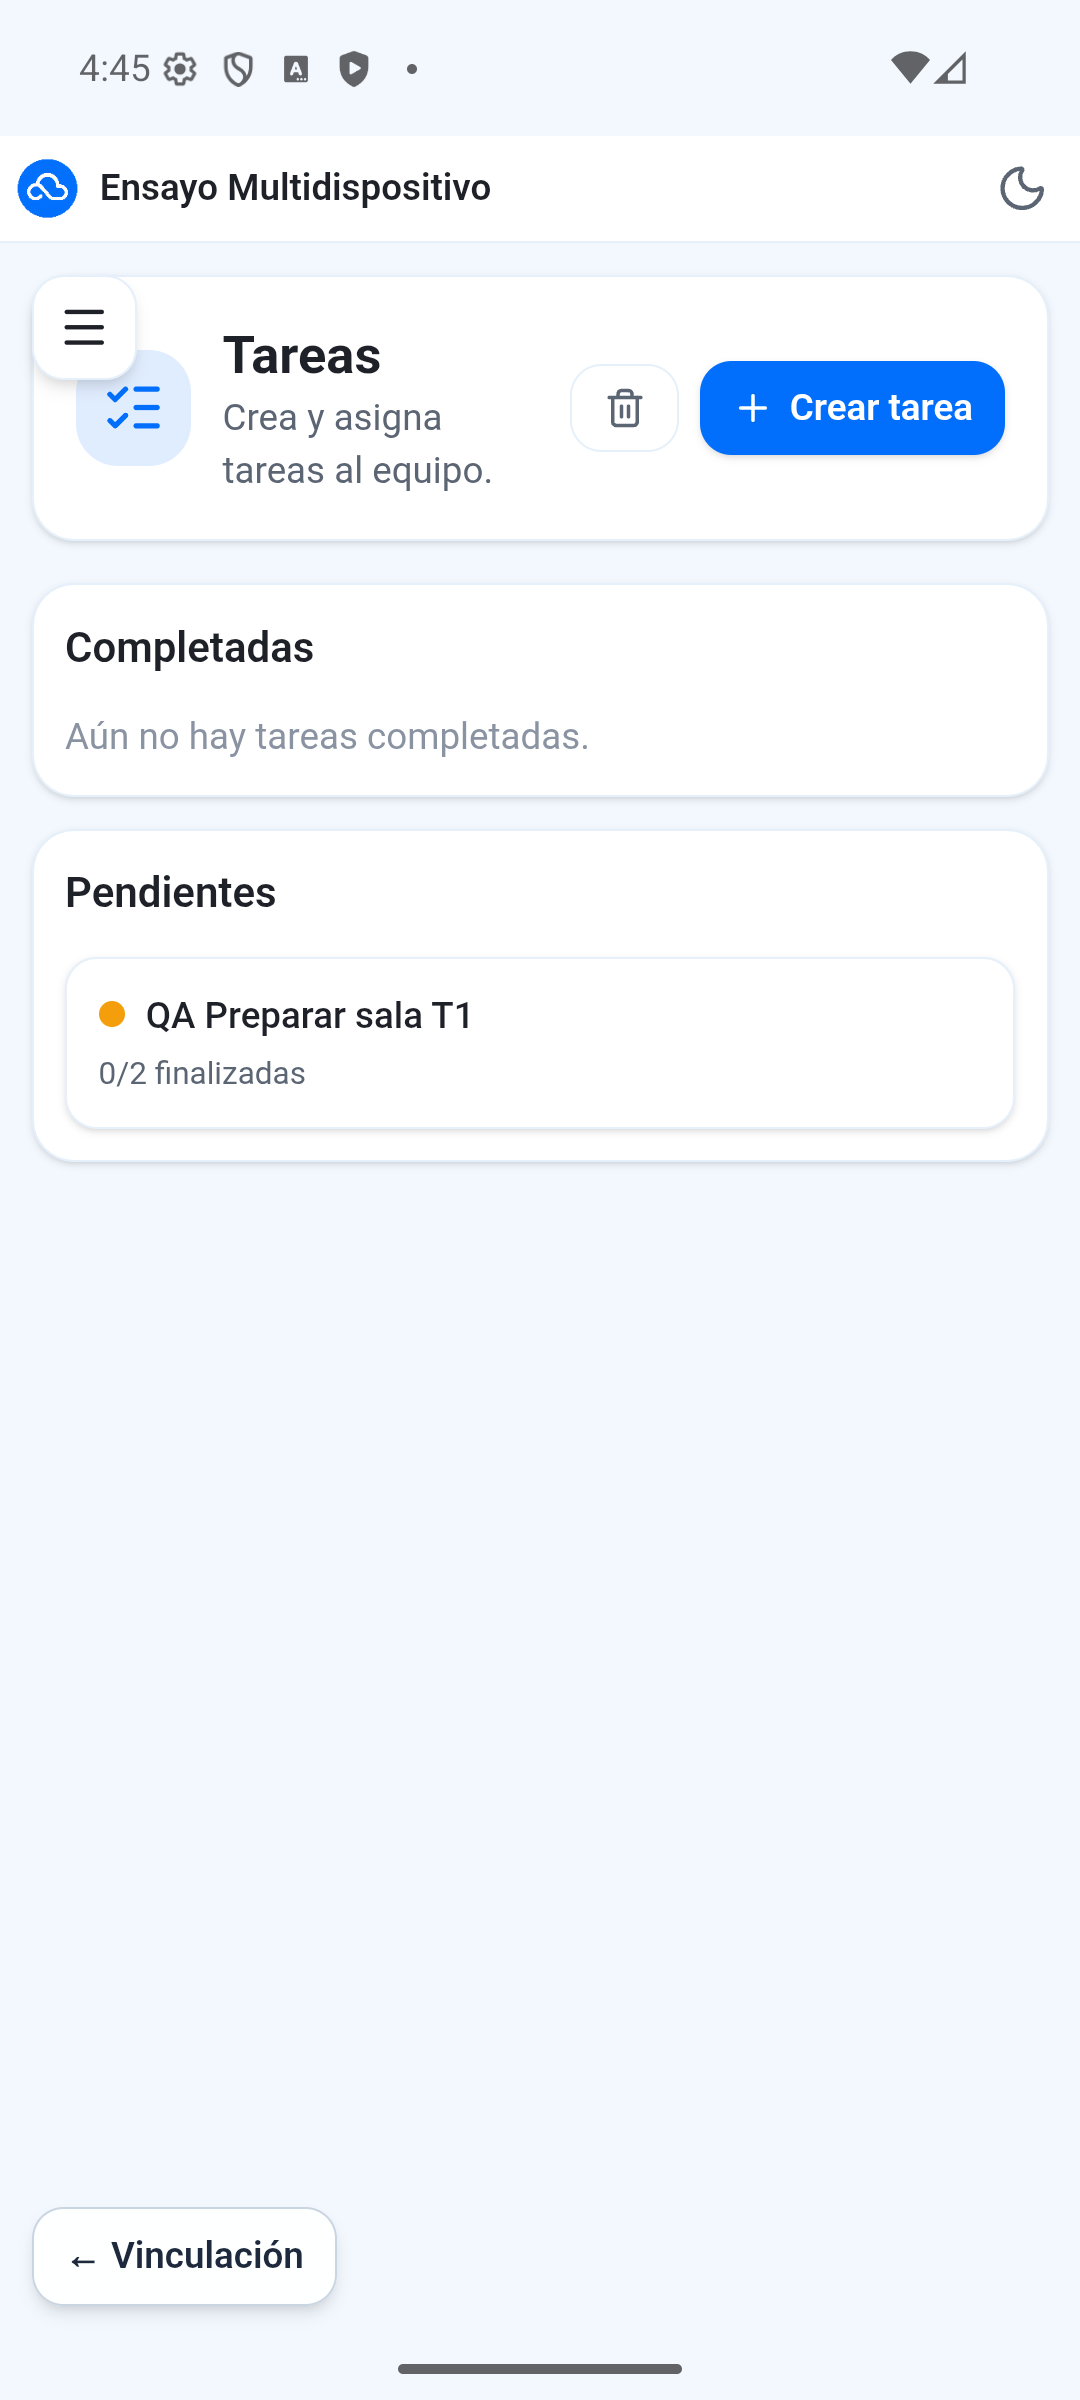 4:45
Ensayo Multidispositivo
Tareas
Crea y asigna
tareas al equipo.
Crear tarea
Completadas
Aún no hay tareas completadas.
Pendientes
QA Preparar sala T1
0/2 finalizadas
← Vinculación